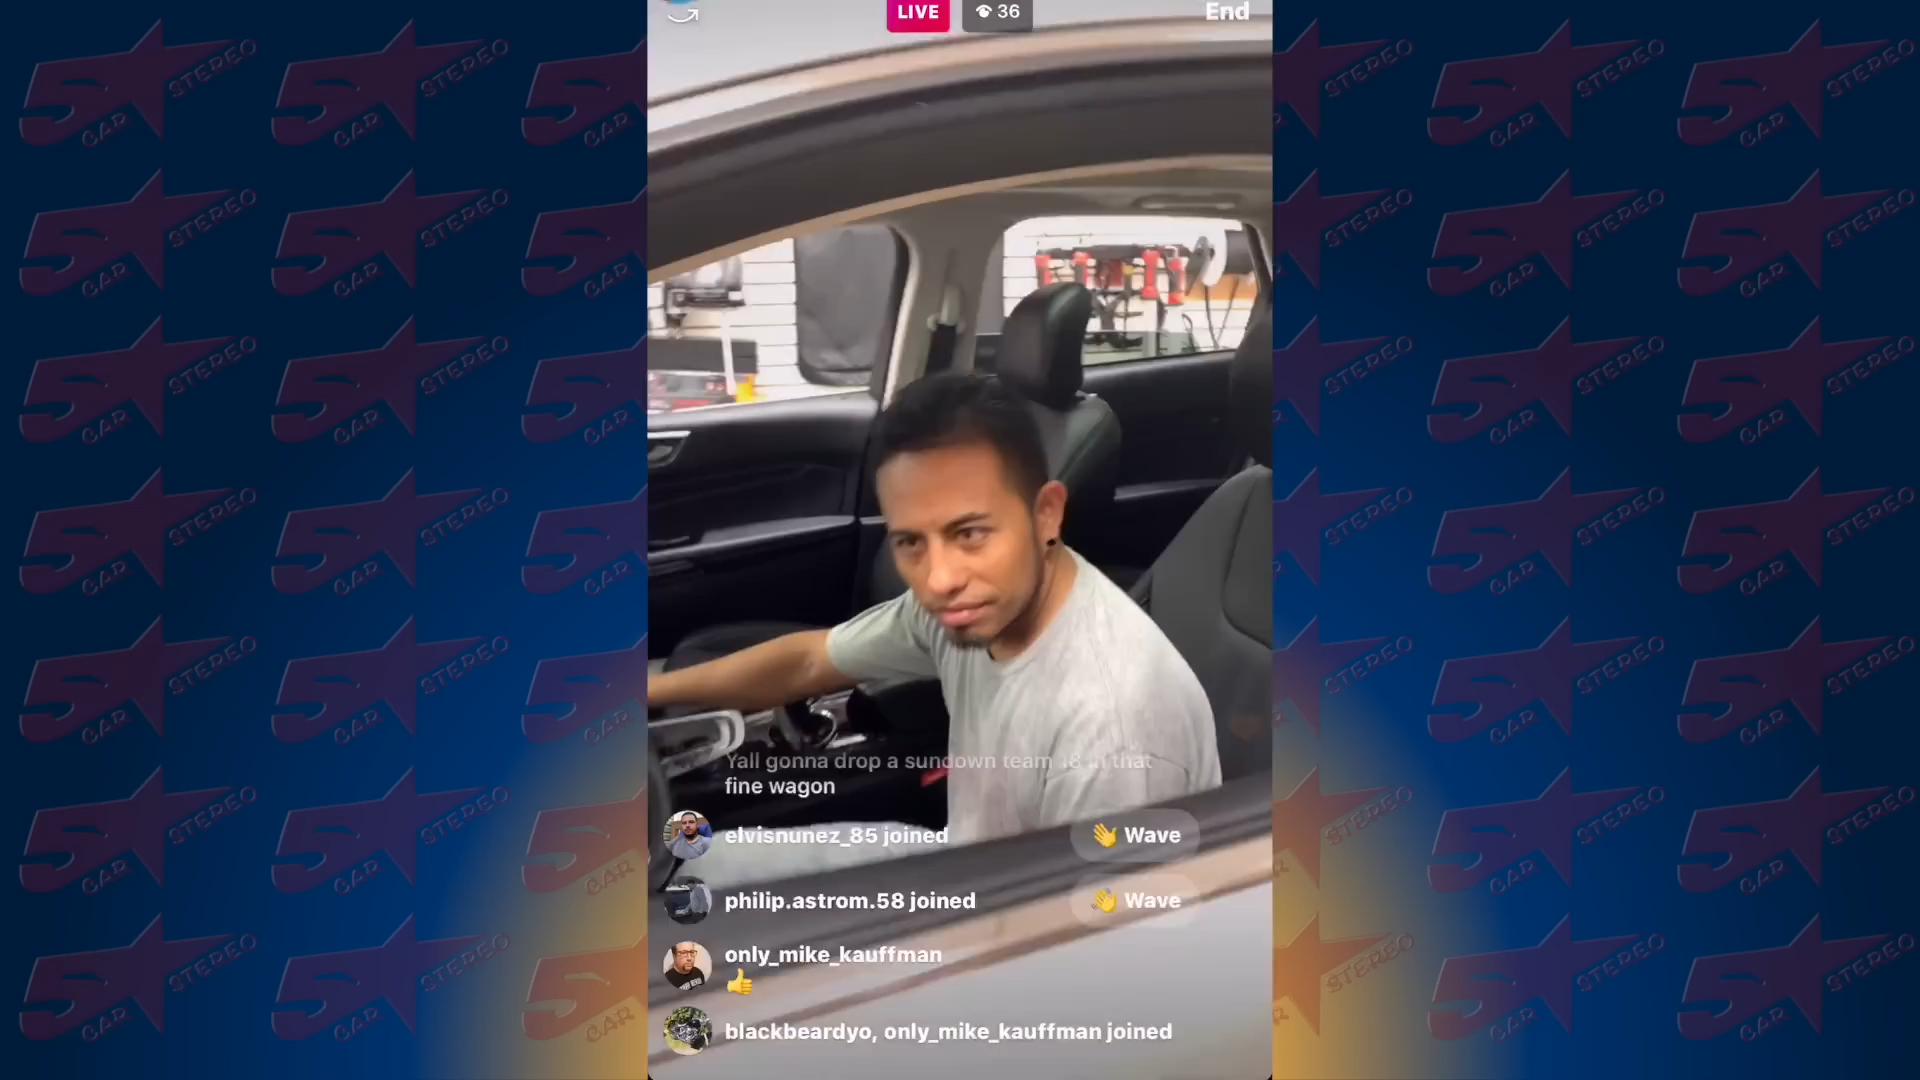 LIVE
36
End
Yall gonna drop a sundown team 18 in that
fine wagon
elvisnunez_85 joined
👋 Wave
philip.astrom.58 joined
👋 Wave
only_mike_kauffman
👍
blackbeardyo, only_mike_kauffman joined
5
CAR
STEREO